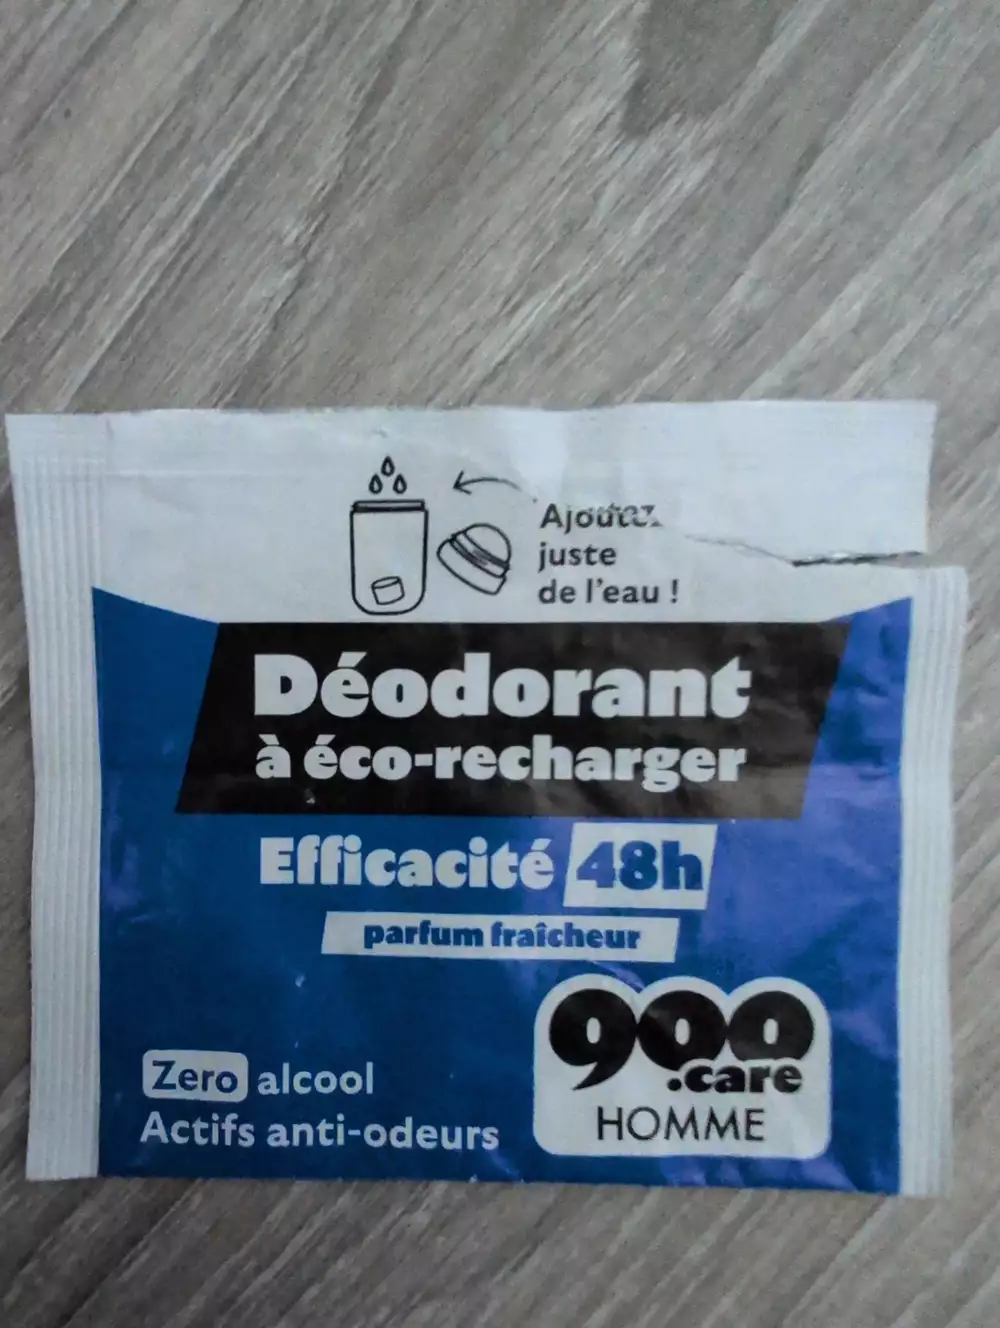 Ajoutez
juste
de l'eau !
Déodorant
à éco-recharger
Efficacité 48h
parfum fraîcheur
900
.care
HOMME
Zero alcool
Actifs anti-odeurs